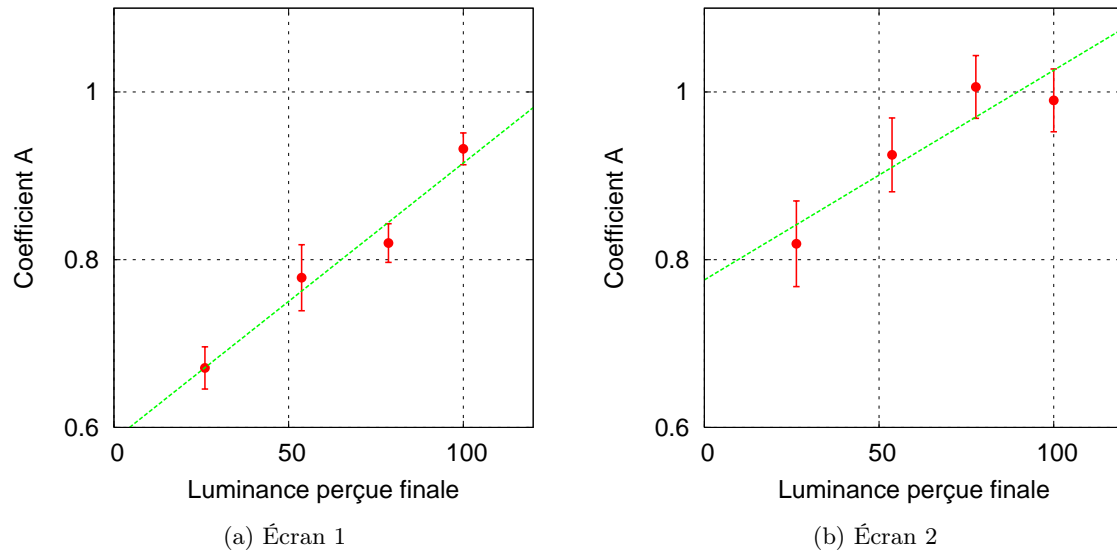 1
0.8
0.6
0
50
100
Coefficient A
Luminance perçue finale
(a) Écran 1
1
0.8
0.6
0
50
100
Coefficient A
Luminance perçue finale
(b) Écran 2